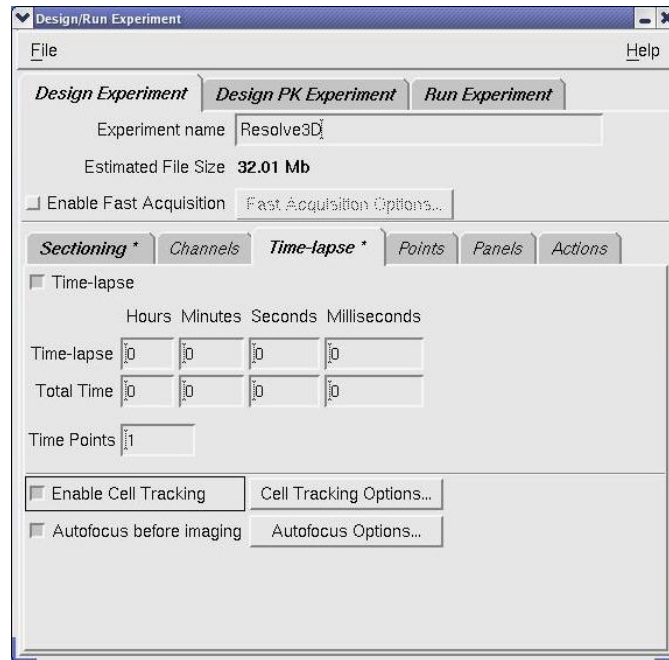 Design/Run Experiment
File Help
Design Experiment Design PK Experiment Run Experiment
Experiment name Resolve3D
Estimated File Size 32.01 Mb
Enable Fast Acquisition Fast Acquisition Options...
Sectioning * Channels Time-lapse * Points Panels Actions
Time-lapse
Hours Minutes Seconds Milliseconds
Time-lapse 0 0 0 0
Total Time 0 0 0 0
Time Points 1
Enable Cell Tracking Cell Tracking Options...
Autofocus before imaging Autofocus Options...